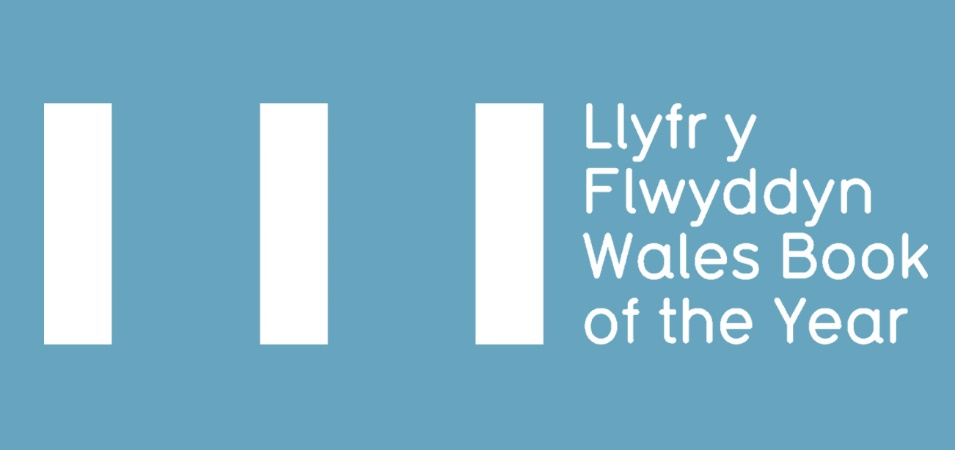 Llyfr y
Flwyddyn
Wales Book
of the Year